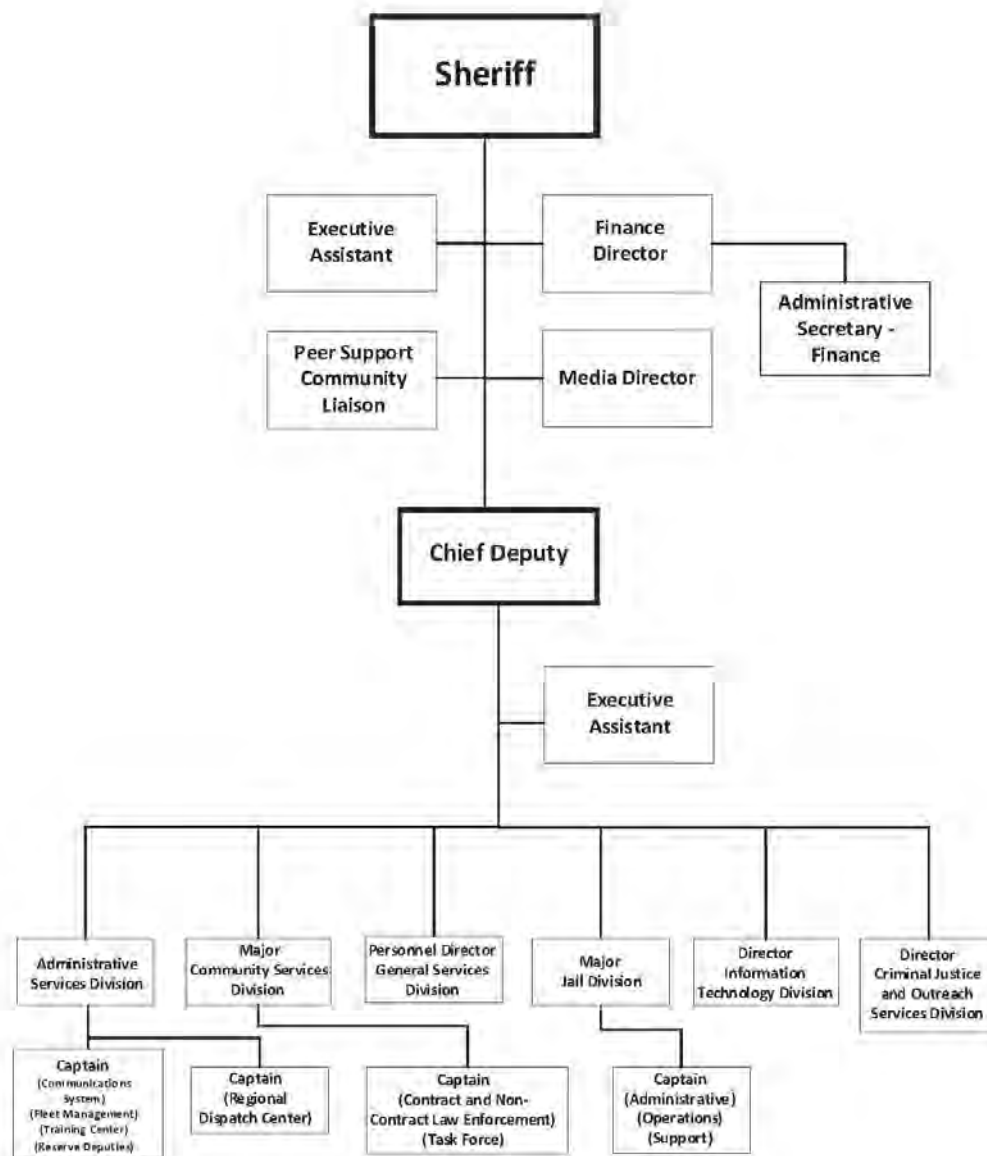 Sheriff
Executive
Assistant
Finance
Director
Administrative
Secretary -
Finance
Peer Support
Community
Liaison
Media Director
Chief Deputy
Executive
Assistant
Administrative
Services Division
Major
Community Services
Division
Personnel Director
General Services
Division
Major
Jail Division
Director
Information
Technology Division
Director
Criminal Justice
and Outreach
Services Division
Captain
(Communications
System)
(Fleet Management)
(Training Center)
(Reserve Deputies)
Captain
(Regional
Dispatch Center)
Captain
(Contract and Non-
Contract Law Enforcement)
(Task Force)
Captain
(Administrative)
(Operations)
(Support)